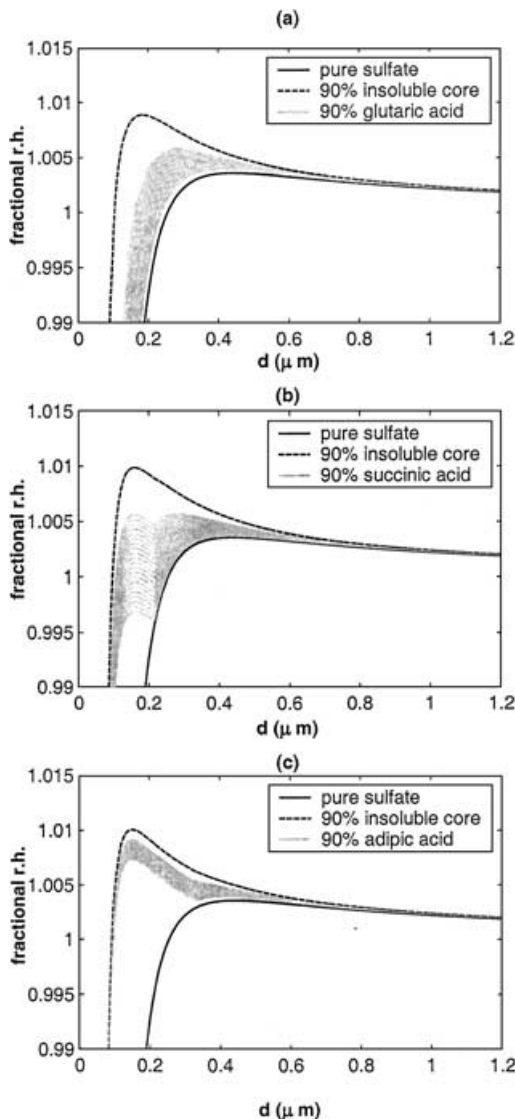 (a)
1.015
1.01
1.005
1
0.995
0.99
fractional r.h.
pure sulfate
90% insoluble core
90% glutaric acid
0 0.2 0.4 0.6 0.8 1 1.2
d (μ m)
(b)
1.015
1.01
1.005
1
0.995
0.99
fractional r.h.
pure sulfate
90% insoluble core
90% succinic acid
0 0.2 0.4 0.6 0.8 1 1.2
d (μ m)
(c)
1.015
1.01
1.005
1
0.995
0.99
fractional r.h.
pure sulfate
90% insoluble core
90% adipic acid
0 0.2 0.4 0.6 0.8 1 1.2
d (μ m)